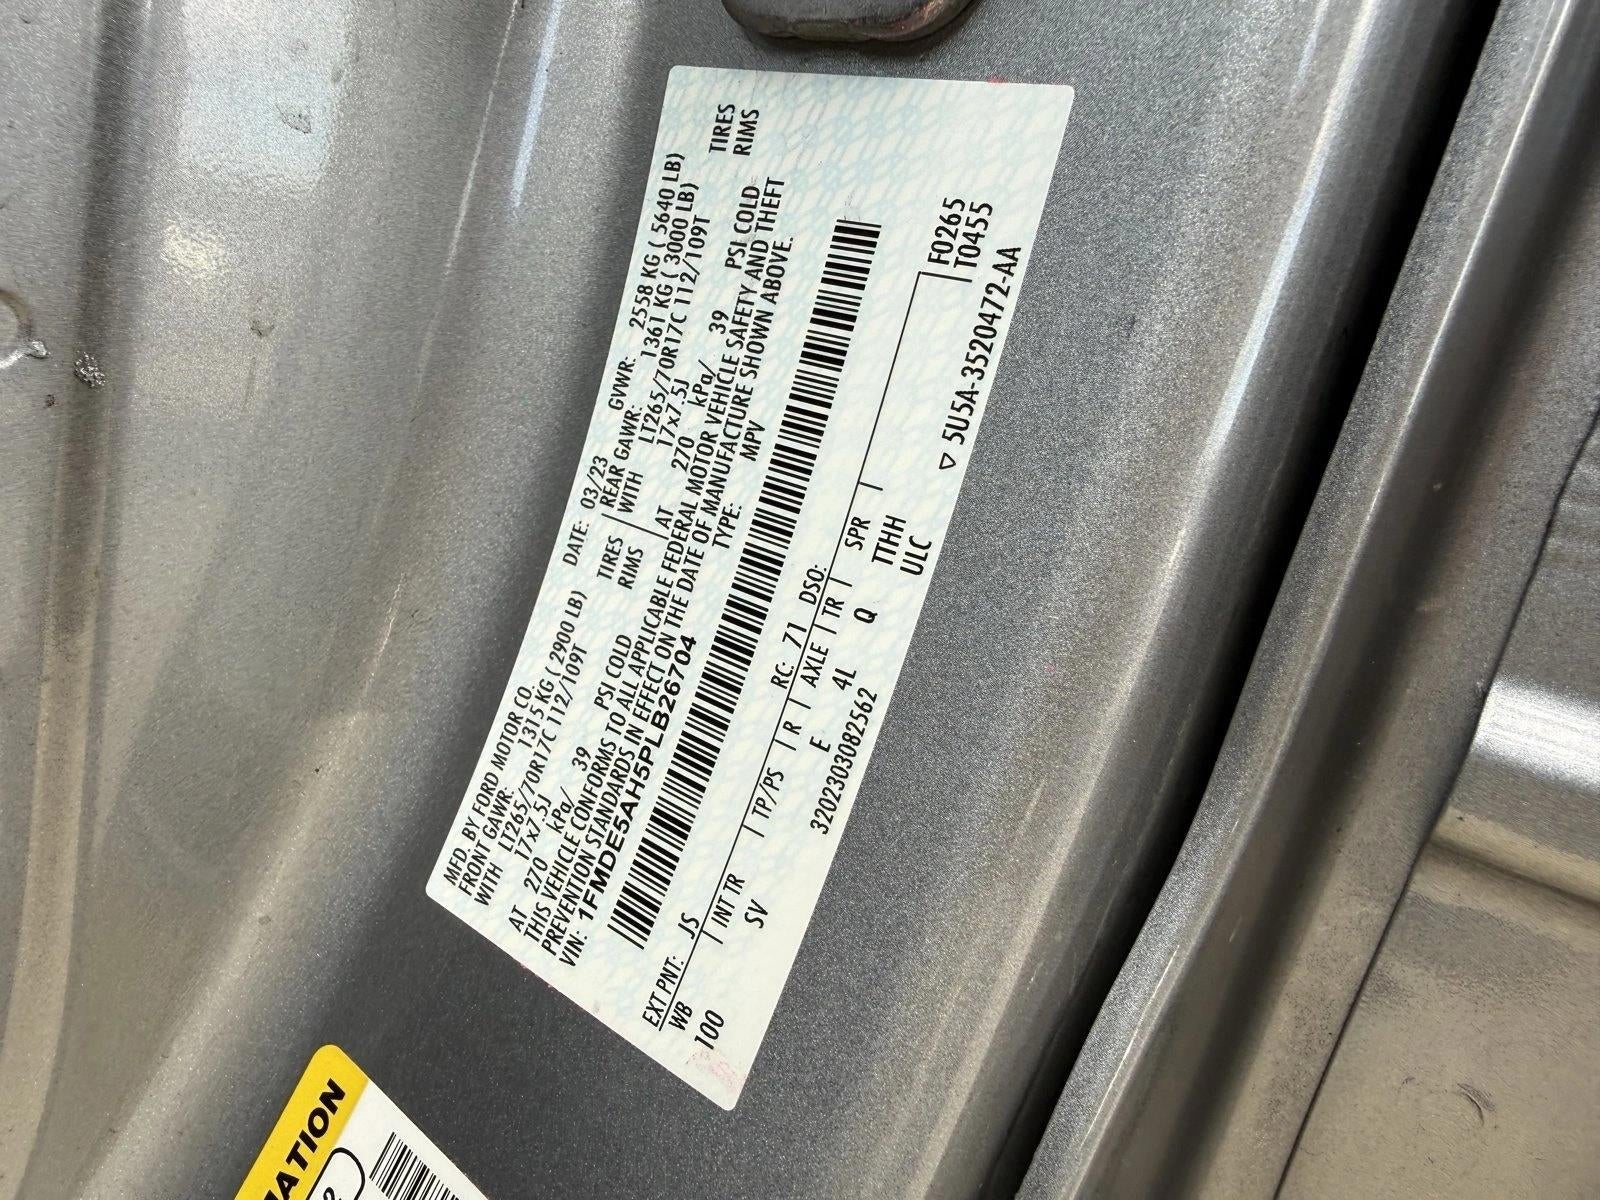 MFD. BY FORD MOTOR CO.
DATE: 03/23 GVWR: 2558 KG ( 5640 LB)
FRONT GAWR: 1315 KG ( 2900 LB)
REAR GAWR: 1361 KG ( 3000 LB)
WITH LT265/70R17C 112/109T TIRES
WITH LT265/70R17C 112/109T TIRES
17x7.5J RIMS
17x7.5J RIMS
AT 270 kPa/ 39 PSI COLD
AT 270 kPa/ 39 PSI COLD
THIS VEHICLE CONFORMS TO ALL APPLICABLE FEDERAL MOTOR VEHICLE SAFETY AND THEFT
PREVENTION STANDARDS IN EFFECT ON THE DATE OF MANUFACTURE SHOWN ABOVE.
VIN: 1FMDE5AH5PLB26704
TYPE: MPV
EXT PNT: JS RC: 71 DSO:
WB INT TR TP/PS R AXLE TR SPR
100 SV E 4L Q TTHH
ULC
F0265
T0455
3202303082562
▽ 5U5A-3520472-AA
MATION
2